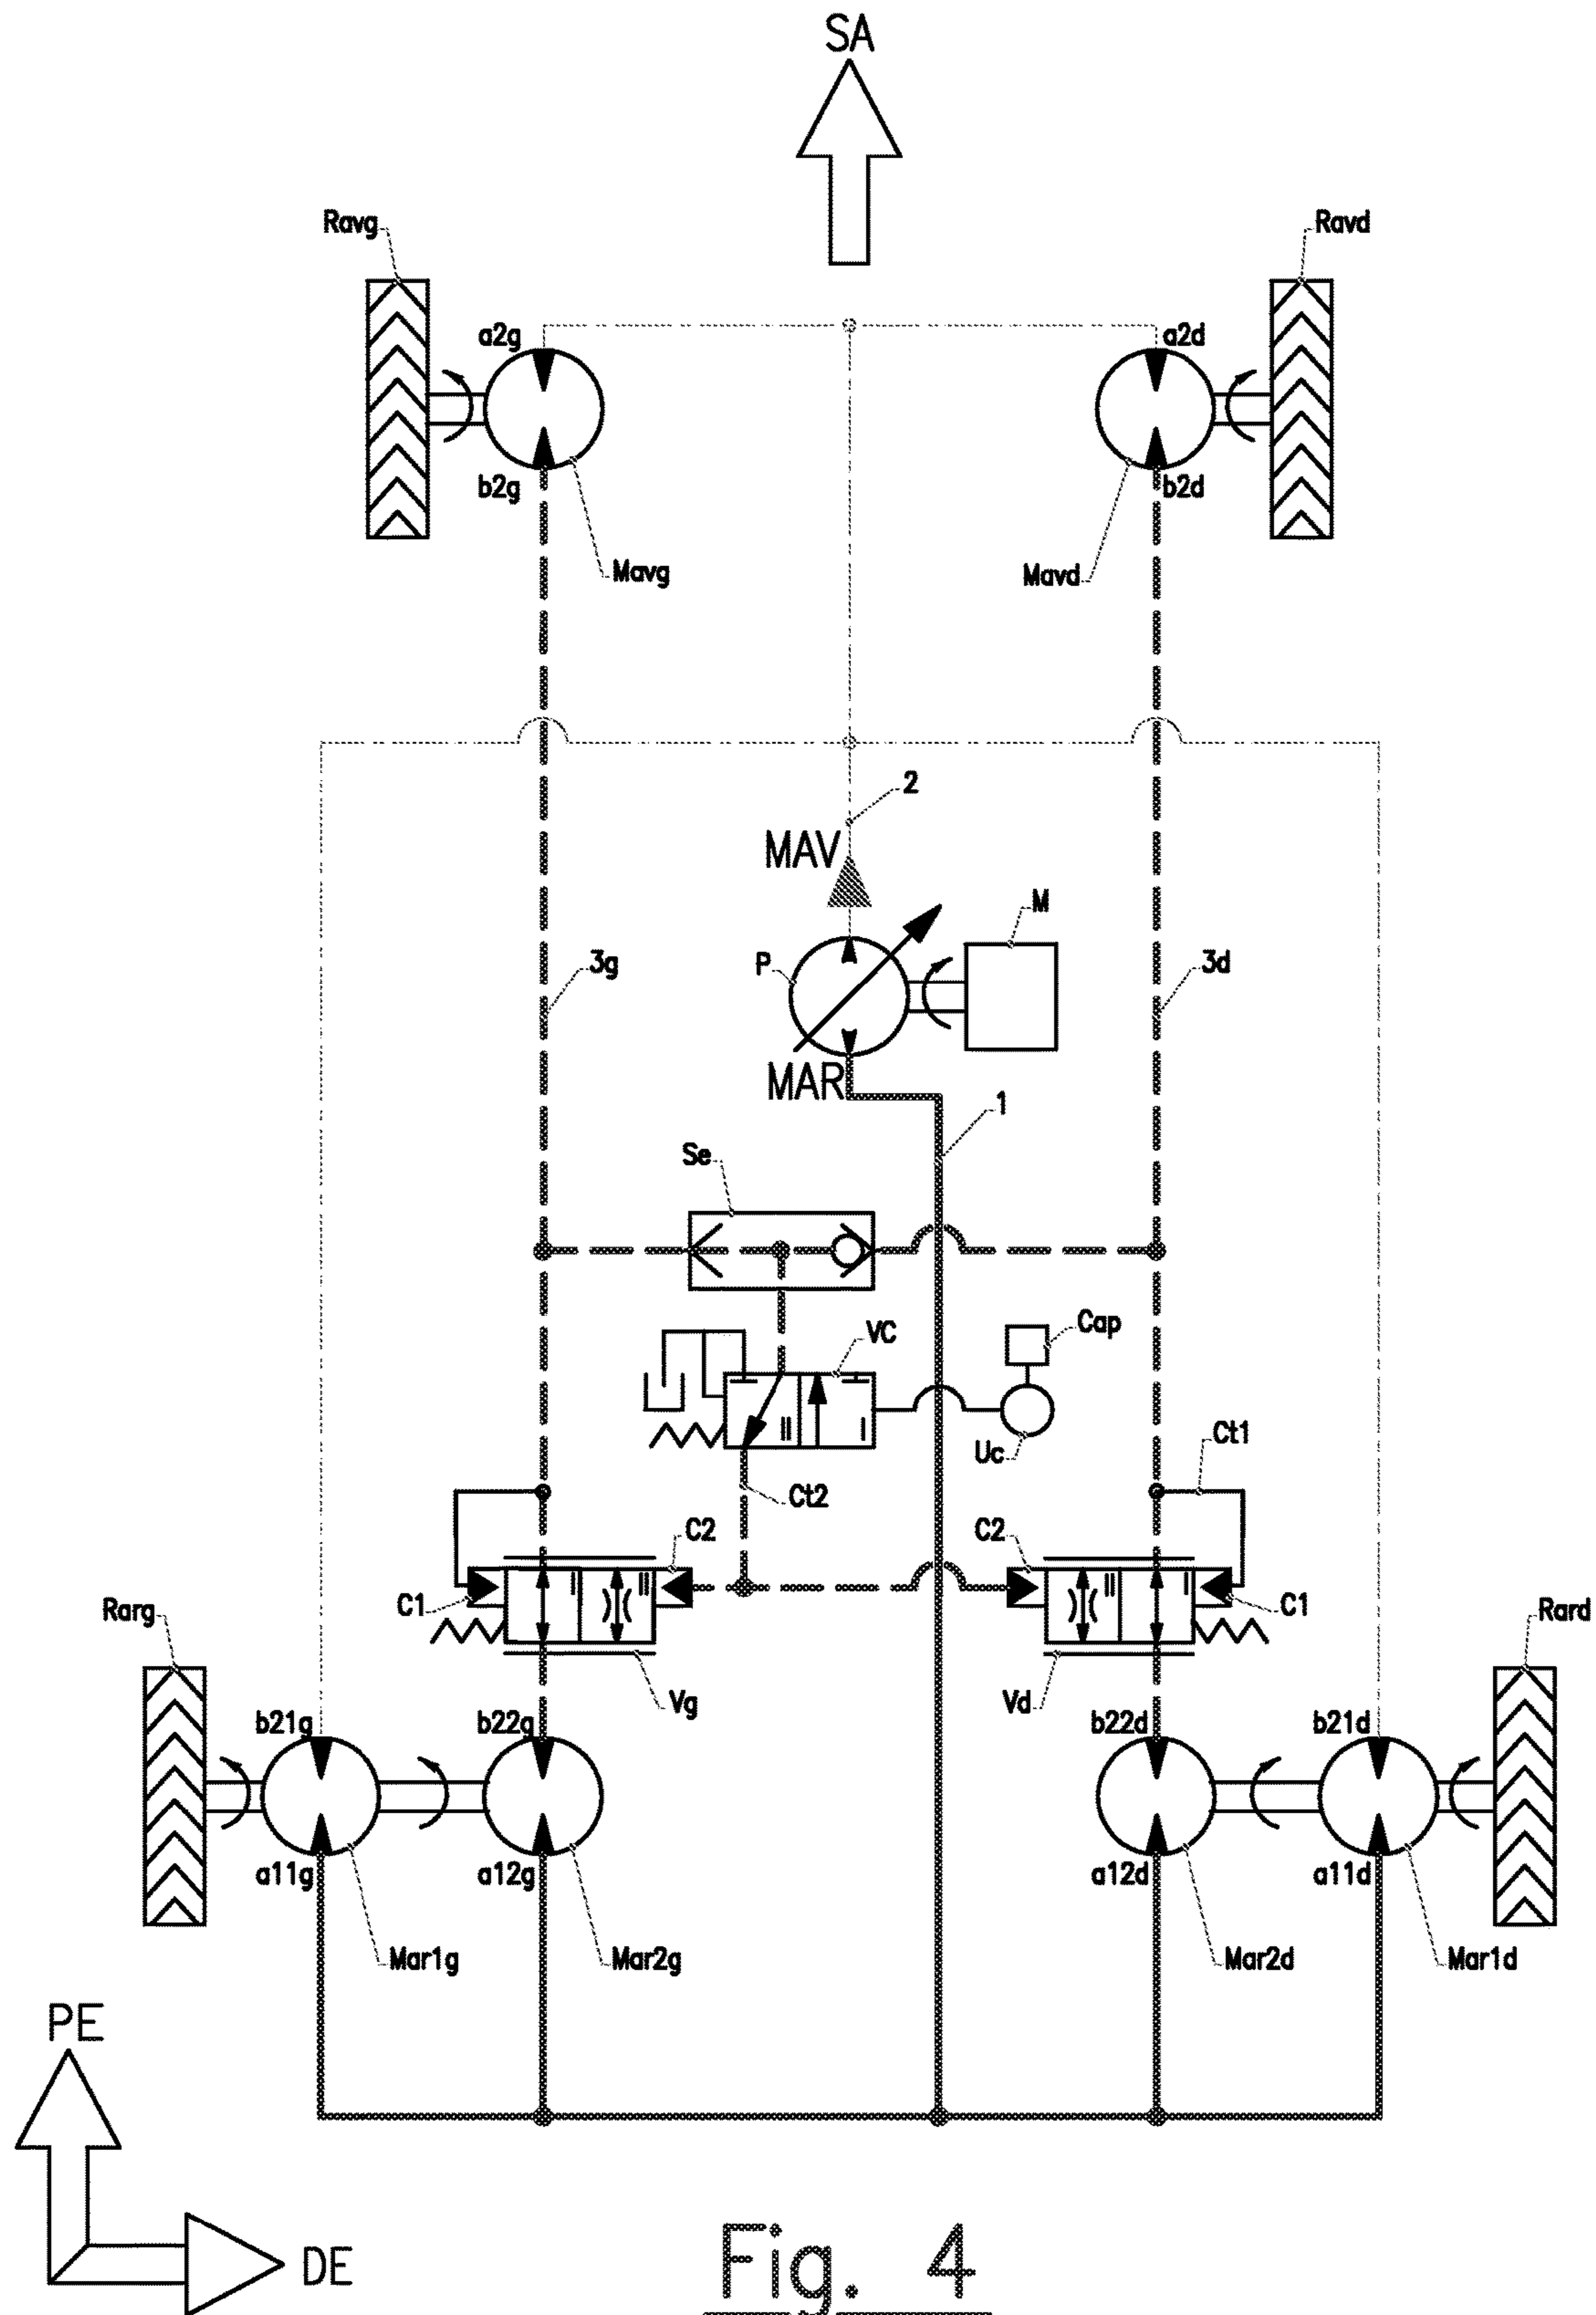 SA
Ravg
Ravd
a2g
a2d
b2g
b2d
Mavg
Mavd
2
MAV
M
P
3g
3d
MAR
1
Se
Cap
VC
Uc
Ct1
Ct2
C2
C2
II
I
I
II
II
I
C1
C1
Rarg
Rard
Vg
Vd
b21g
b22g
b22d
b21d
a11g
a12g
a12d
a11d
Mar1g
Mar2g
Mar2d
Mar1d
PE
DE
Fig. 4